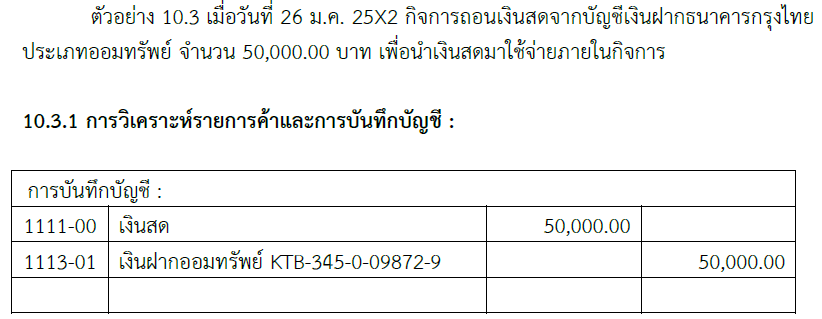 ตัวอย่าง 10.3 เมื่อวันที่ 26 ม.ค. 25X2 กิจการถอนเงินสดจากบัญชีเงินฝากธนาคารกรุงไทย
ประเภทออมทรัพย์ จำนวน 50,000.00 บาท เพื่อนำเงินสดมาใช้จ่ายภายในกิจการ
10.3.1 การวิเคราะห์รายการค้าและการบันทึกบัญชี :
การบันทึกบัญชี :
1111-00 เงินสด 50,000.00
1113-01 เงินฝากออมทรัพย์ KTB-345-0-09872-9 50,000.00